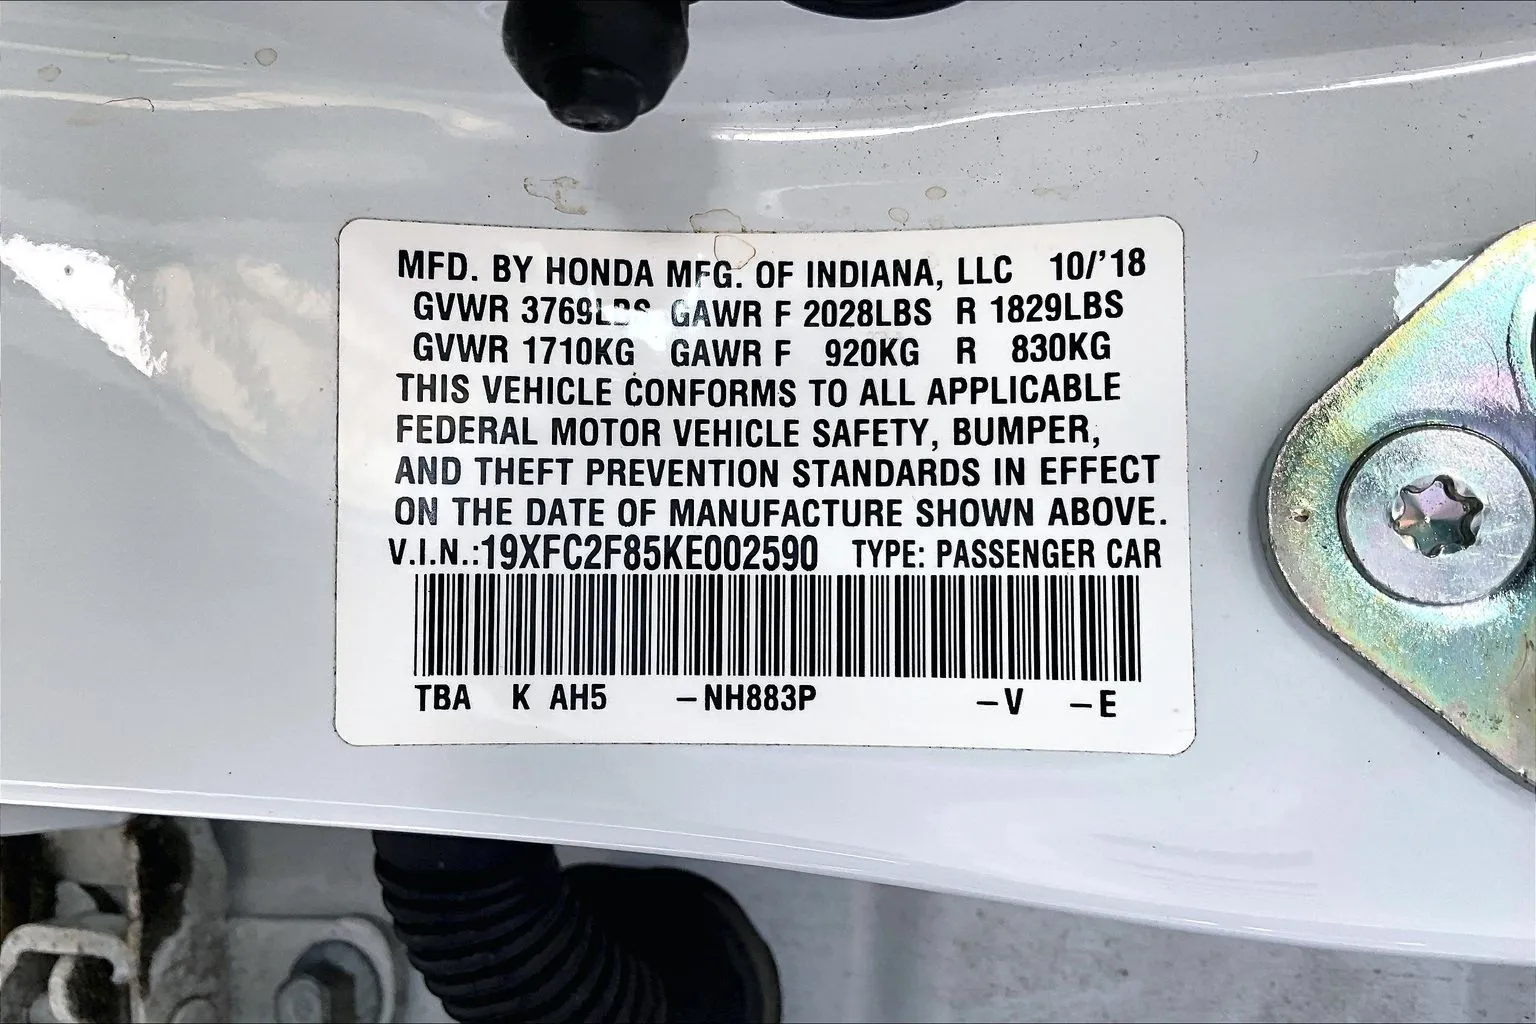 MFD. BY HONDA MFG. OF INDIANA, LLC 10/'18
GVWR 3769LBS GAWR F 2028LBS R 1829LBS
GVWR 1710KG GAWR F 920KG R 830KG
THIS VEHICLE CONFORMS TO ALL APPLICABLE
FEDERAL MOTOR VEHICLE SAFETY, BUMPER,
AND THEFT PREVENTION STANDARDS IN EFFECT
ON THE DATE OF MANUFACTURE SHOWN ABOVE.
V.I.N.:19XFC2F85KE002590 TYPE: PASSENGER CAR
TBA K AH5 –NH883P –V –E